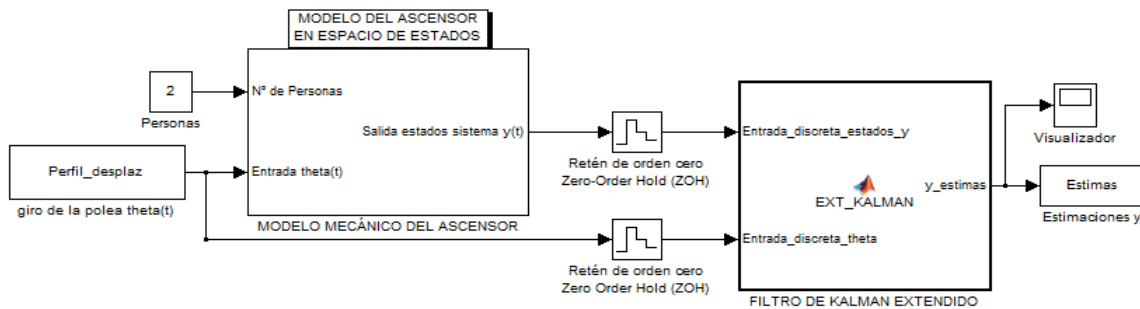 MODELO DEL ASCENSOR
EN ESPACIO DE ESTADOS
2
Personas
Nº de Personas
Salida estados sistema y(t)
Entrada theta(t)
Perfil_desplaz
giro de la polea theta(t)
MODELO MECÁNICO DEL ASCENSOR
Retén de orden cero
Zero-Order Hold (ZOH)
Retén de orden cero
Zero Order Hold (ZOH)
Entrada_discreta_estados_y
y_estimas
EXT_KALMAN
Entrada_discreta_theta
FILTRO DE KALMAN EXTENDIDO
Visualizador
Estimas
Estimaciones y